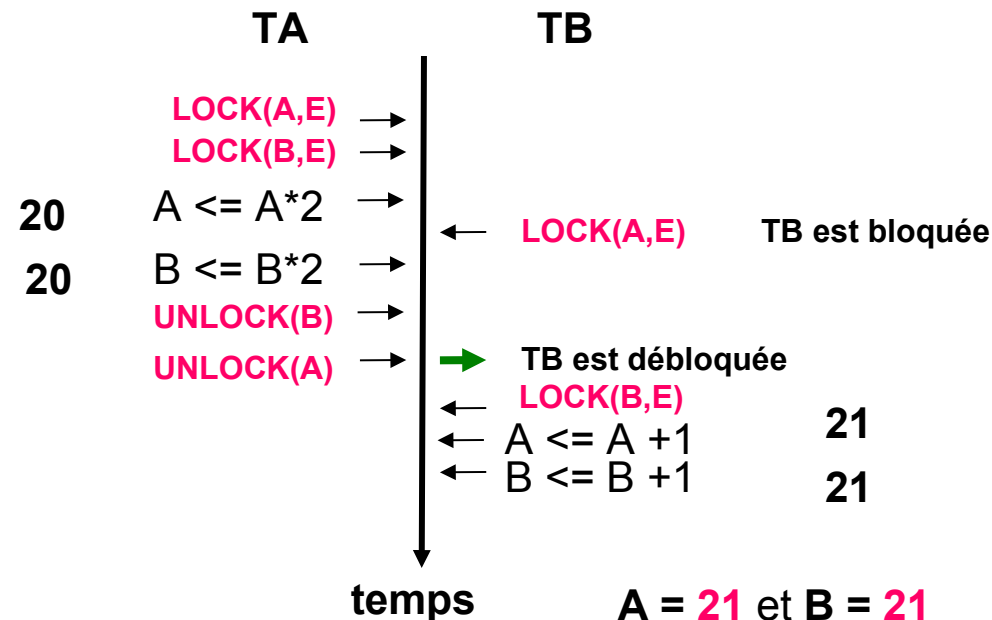 TA TB
LOCK(A,E)
LOCK(B,E)
20 A <= A*2
LOCK(A,E) TB est bloquée
20 B <= B*2
UNLOCK(B)
UNLOCK(A) TB est débloquée
LOCK(B,E)
A <= A +1 21
B <= B +1 21
temps A = 21 et B = 21